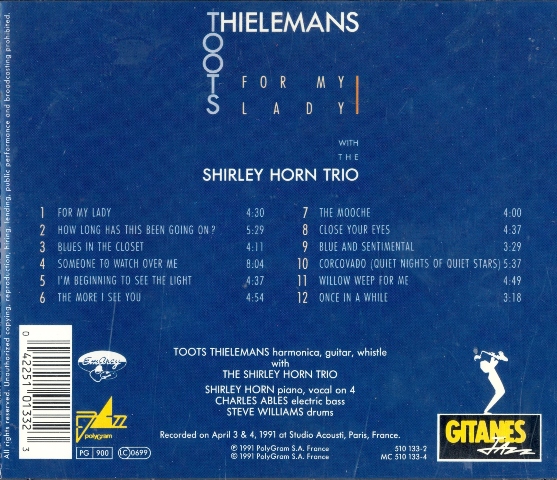 TOOTS THIELEMANS
FOR MY
LADY
WITH
THE
SHIRLEY HORN TRIO
1 FOR MY LADY 4:30
2 HOW LONG HAS THIS BEEN GOING ON? 5:29
3 BLUES IN THE CLOSET 4:11
4 SOMEONE TO WATCH OVER ME 8:04
5 I'M BEGINNING TO SEE THE LIGHT 4:37
6 THE MORE I SEE YOU 4:54
7 THE MOOCHE 4:00
8 CLOSE YOUR EYES 4:37
9 BLUE AND SENTIMENTAL 3:29
10 CORCOVADO (QUIET NIGHTS OF QUIET STARS) 5:37
11 WILLOW WEEP FOR ME 4:49
12 ONCE IN A WHILE 3:18
All rights reserved. Unauthorized copying, reproduction, hiring, lending, public performance and broadcasting prohibited.
0 42251 01332 3
EmArcy
Jazz
polyGram
PG 900
LC 0699
TOOTS THIELEMANS harmonica, guitar, whistle
with
THE SHIRLEY HORN TRIO
SHIRLEY HORN piano, vocal on 4
CHARLES ABLES electric bass
STEVE WILLIAMS drums
Recorded on April 3 & 4, 1991 at Studio Acousti, Paris, France.
℗ 1991 PolyGram S.A. France
© 1991 PolyGram S.A. France
510 133-2
MC 510 133-4
GITANES
JAZZ